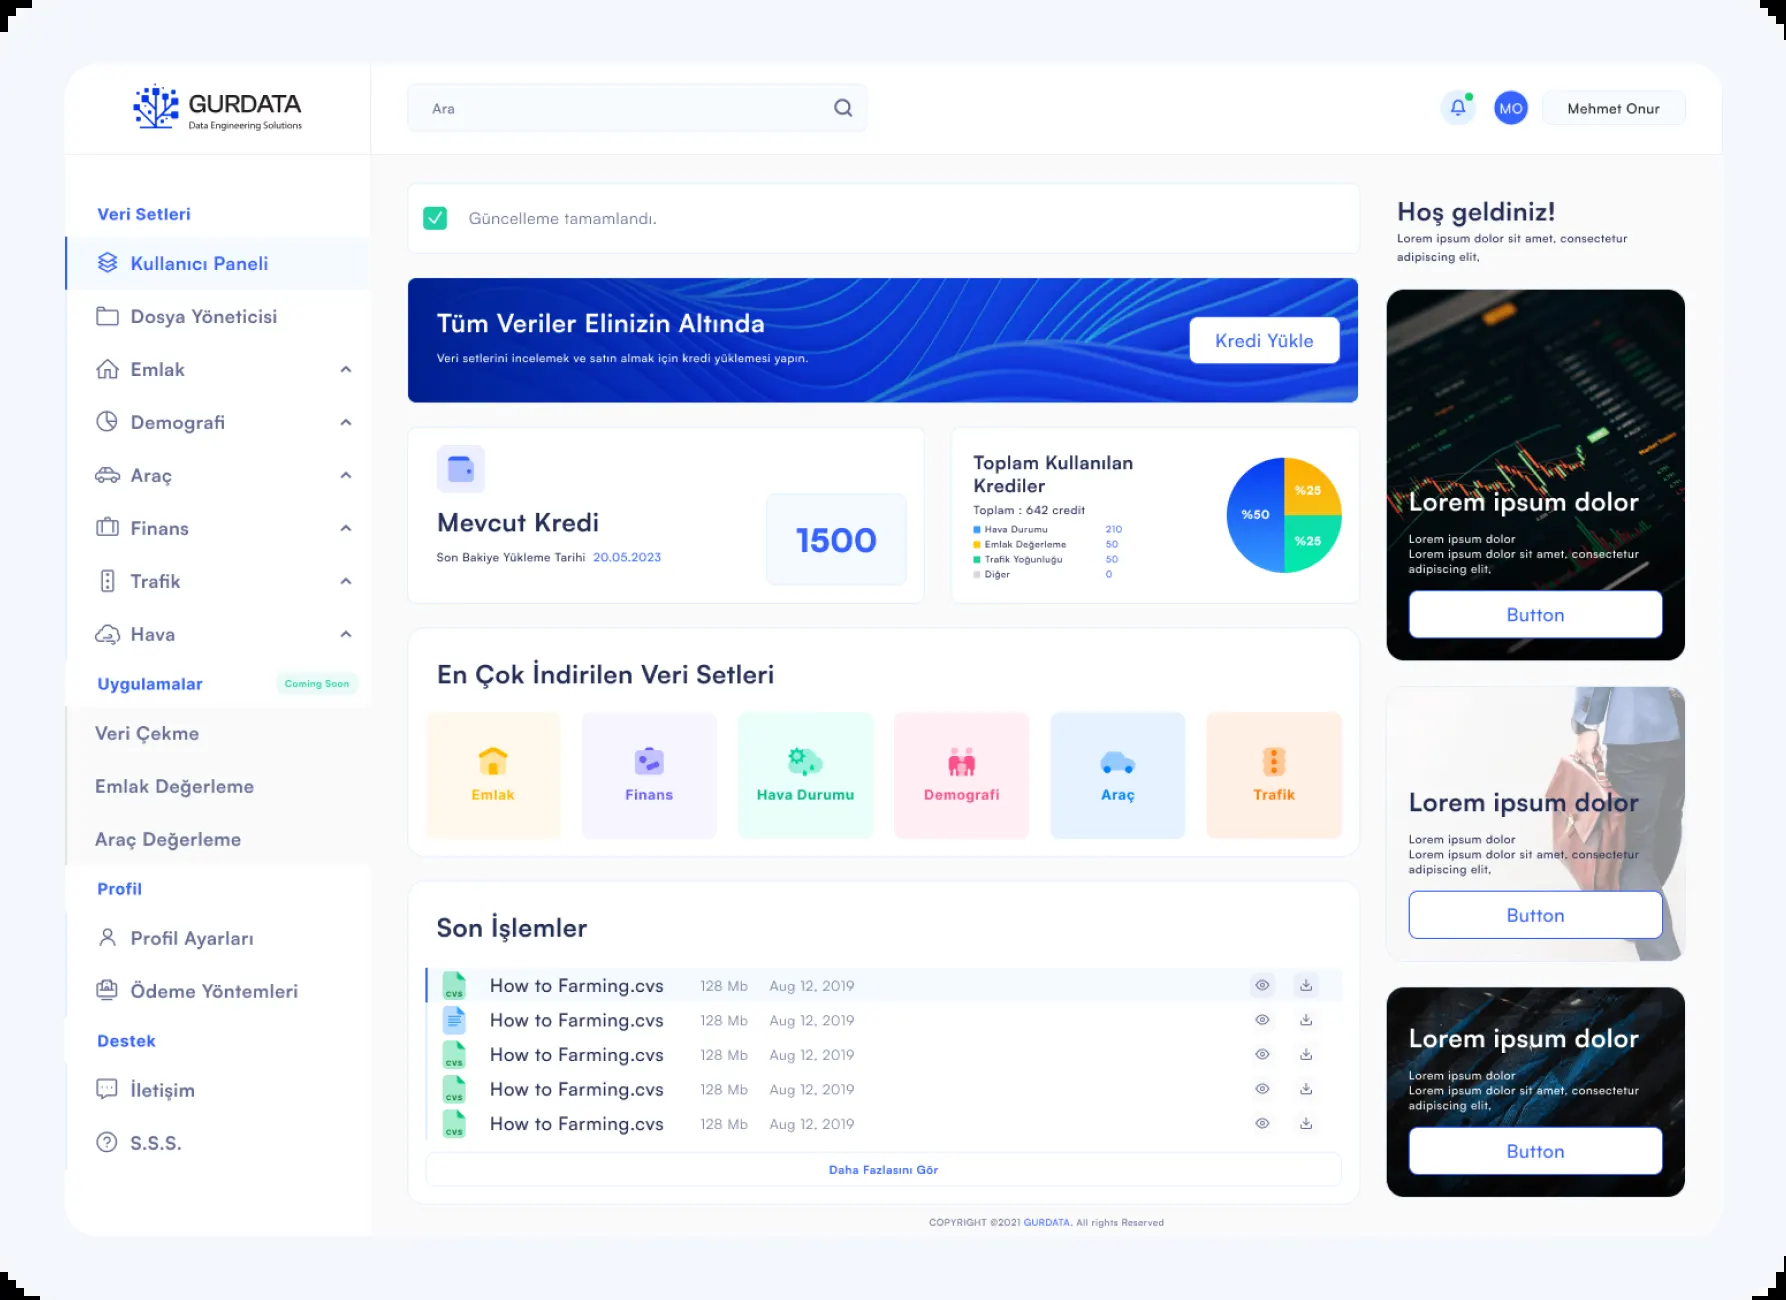 GURDATA
Data Engineering Solutions
Ara
MO
Mehmet Onur
Veri Setleri
Kullanıcı Paneli
Dosya Yöneticisi
Emlak
Demografi
Araç
Finans
Trafik
Hava
Uygulamalar
Coming Soon
Veri Çekme
Emlak Değerleme
Araç Değerleme
Profil
Profil Ayarları
Ödeme Yöntemleri
Destek
İletişim
S.S.S.
Güncelleme tamamlandı.
Tüm Veriler Elinizin Altında
Veri setlerini incelemek ve satın almak için kredi yüklemesi yapın.
Kredi Yükle
Mevcut Kredi
Son Bakiye Yükleme Tarihi 20.05.2023
1500
Toplam Kullanılan
Krediler
Toplam : 642 credit
Hava Durumu 210
Emlak Değerleme 50
Trafik Yoğunluğu 50
Diğer 0
%50
%25
%25
En Çok İndirilen Veri Setleri
Emlak
Finans
Hava Durumu
Demografi
Araç
Trafik
Son İşlemler
CVS How to Farming.cvs 128 Mb Aug 12, 2019
How to Farming.cvs 128 Mb Aug 12, 2019
CVS How to Farming.cvs 128 Mb Aug 12, 2019
CVS How to Farming.cvs 128 Mb Aug 12, 2019
CVS How to Farming.cvs 128 Mb Aug 12, 2019
Daha Fazlasını Gör
COPYRIGHT ©2021 GURDATA, All rights Reserved
Hoş geldiniz!
Lorem ipsum dolor sit amet, consectetur
adipiscing elit,
Lorem ipsum dolor
Lorem ipsum dolor
Lorem ipsum dolor sit amet, consectetur
adipiscing elit,
Button
Lorem ipsum dolor
Lorem ipsum dolor
Lorem ipsum dolor sit amet, consectetur
adipiscing elit,
Button
Lorem ipsum dolor
Lorem ipsum dolor
Lorem ipsum dolor sit amet, consectetur
adipiscing elit,
Button